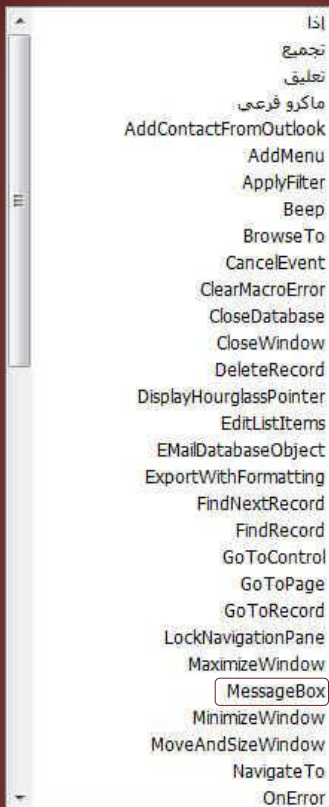 إذا
تجميع
تعليق
ماكرو فرعي
AddContactFromOutlook
AddMenu
ApplyFilter
Beep
BrowseTo
CancelEvent
ClearMacroError
CloseDatabase
CloseWindow
DeleteRecord
DisplayHourglassPointer
EditListItems
EMailDatabaseObject
ExportWithFormatting
FindNextRecord
FindRecord
GoToControl
GoToPage
GoToRecord
LockNavigationPane
MaximizeWindow
MessageBox
MinimizeWindow
MoveAndSizeWindow
NavigateTo
OnError